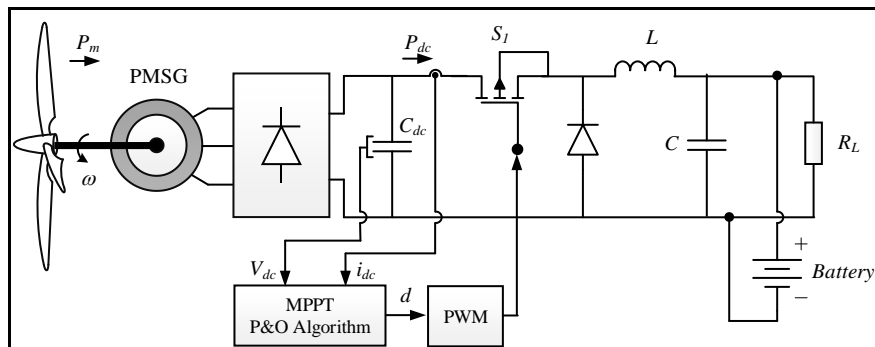 P_m
PMSG
ω
P_dc
S_1
L
C_dc
C
R_L
V_dc
i_dc
MPPT
P&O Algorithm
d
PWM
+
Battery
−